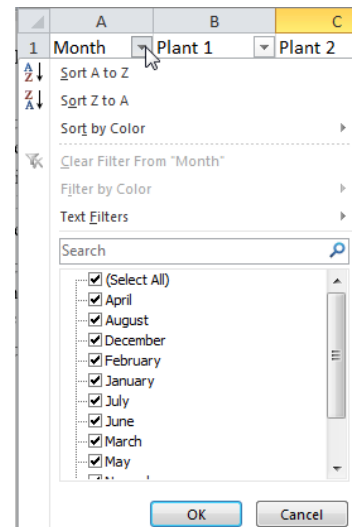 A B C
1 Month Plant 1 Plant 2
Sort A to Z
Sort Z to A
Sort by Color
Clear Filter From "Month"
Filter by Color
Text Filters
Search
(Select All)
April
August
December
February
January
July
June
March
May
OK Cancel